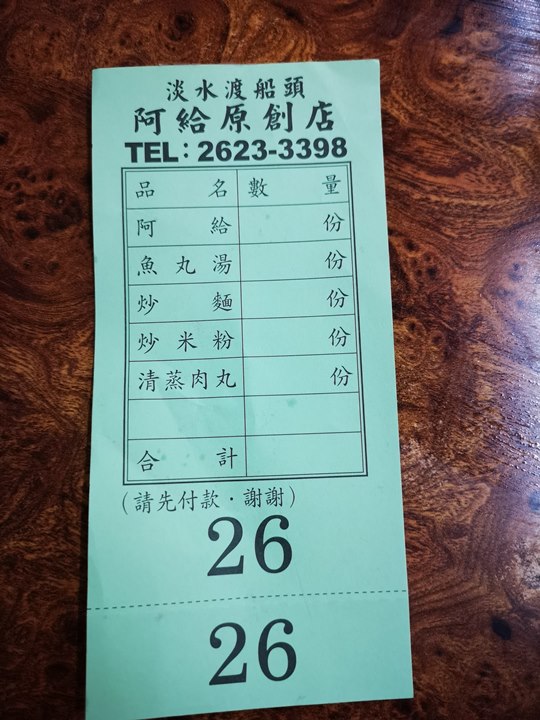 淡水渡船頭
阿給原創店
TEL：2623-3398
品名 數量
阿給 份
魚丸湯 份
炒麵 份
炒米粉 份
清蒸肉丸 份
合計
（請先付款．謝謝）
26
26